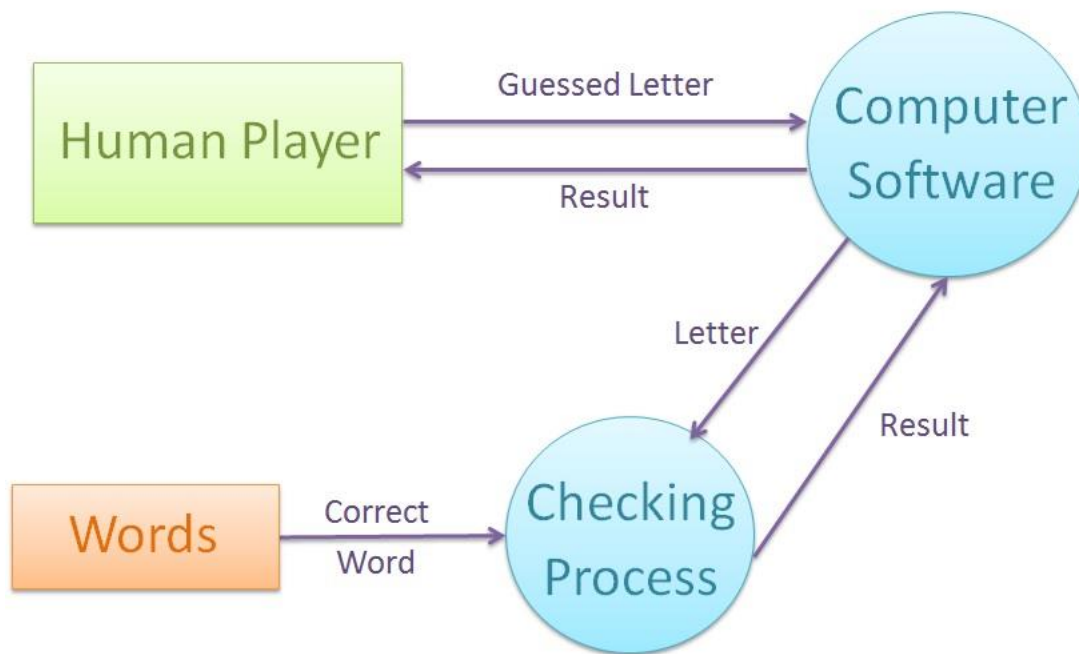 Guessed Letter
Human Player
Computer
Software
Result
Letter
Result
Words
Correct
Word
Checking
Process